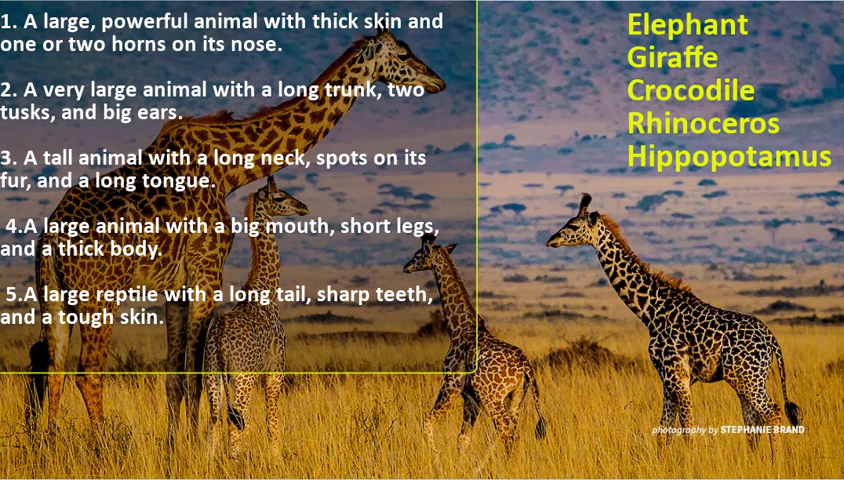 1. A large, powerful animal with thick skin and
one or two horns on its nose.
2. A very large animal with a long trunk, two
tusks, and big ears.
3. A tall animal with a long neck, spots on its
fur, and a long tongue.
4.A large animal with a big mouth, short legs,
and a thick body.
5.A large reptile with a long tail, sharp teeth,
and a tough skin.
Elephant
Giraffe
Crocodile
Rhinoceros
Hippopotamus
photography by STEPHANIE BRAND